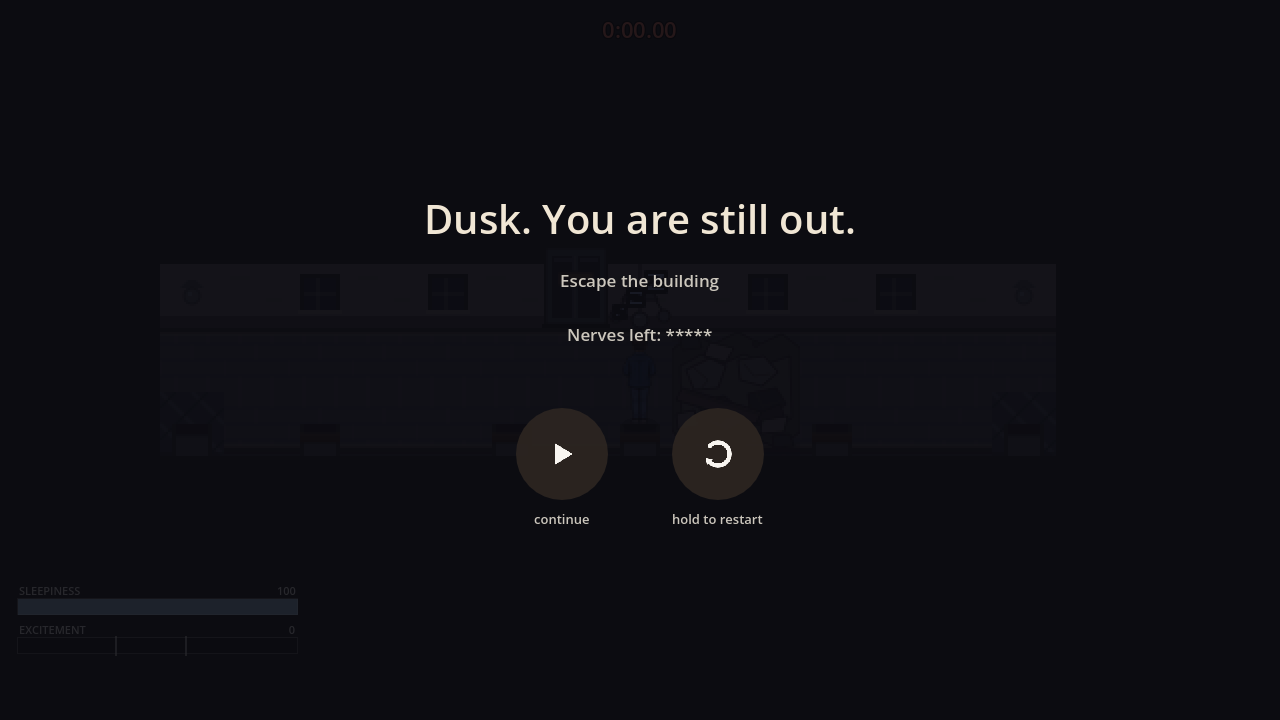 0:00.00
Dusk. You are still out.
Escape the building
Nerves left: *****
continue
hold to restart
SLEEPINESS 100
EXCITEMENT 0